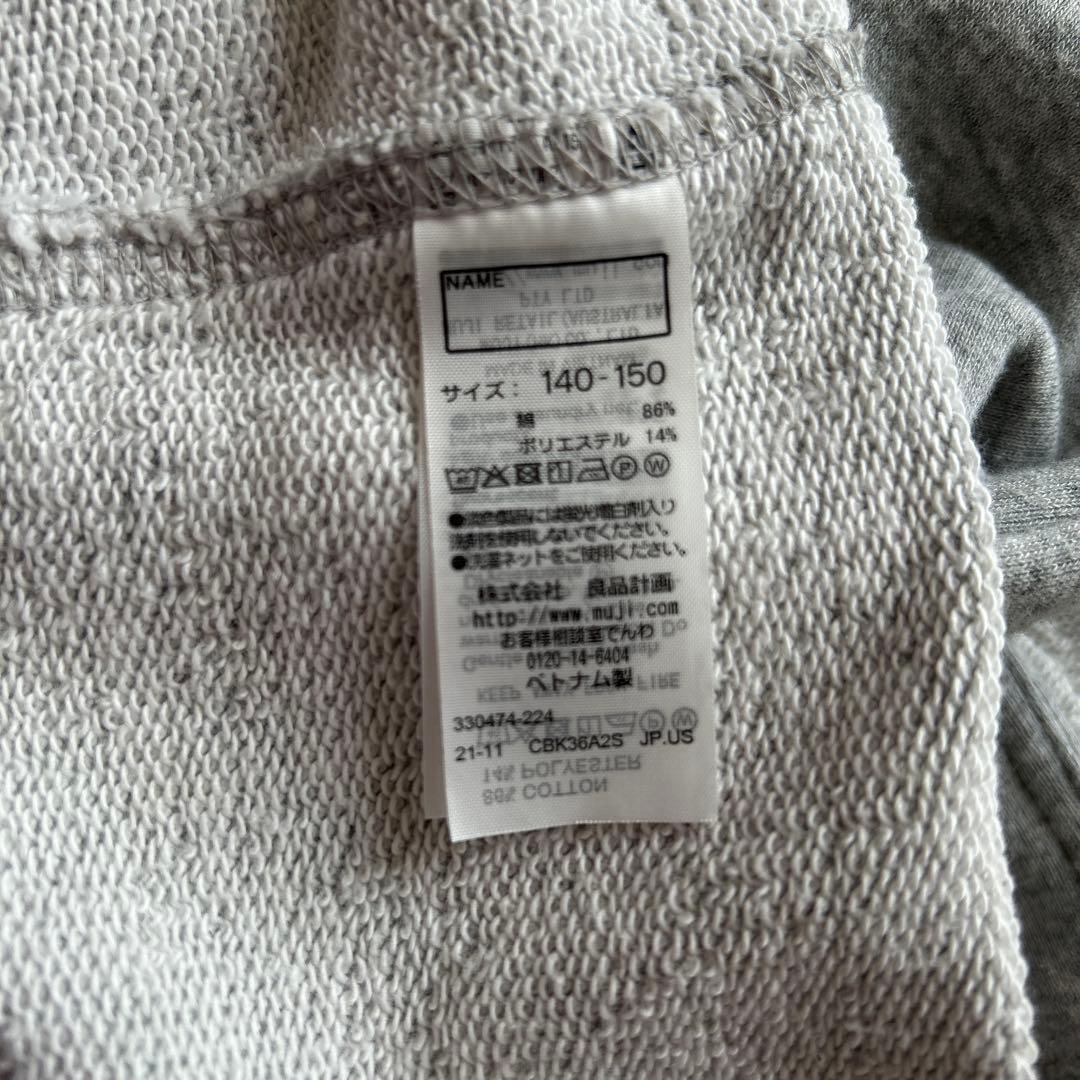 NAME
サイズ: 140-150
綿 86%
ポリエステル 14%
●淡色製品には蛍光増白剤入り
洗剤を使用しないでください。
●洗濯ネットをご使用ください。
株式会社 良品計画
http://www.muji.com
お客様相談室でんわ
0120-14-6404
ベトナム製
330474-224
21-11 CBK36A2S JP.US